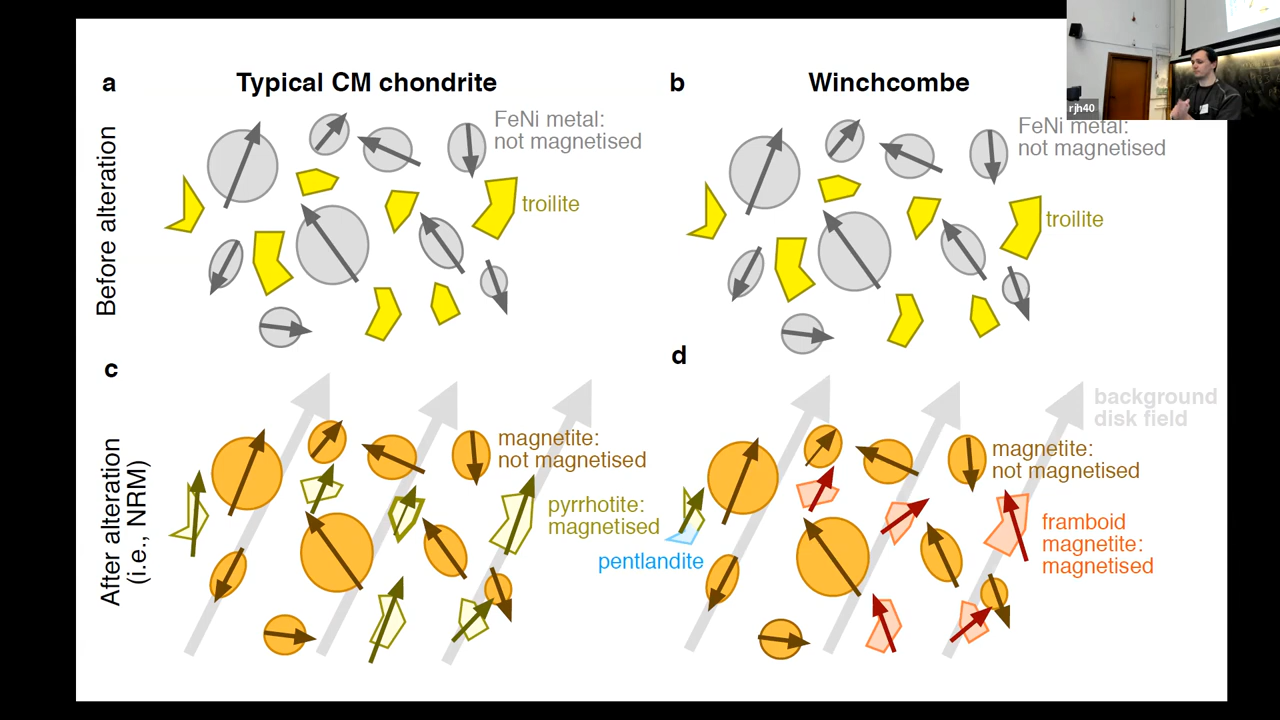 a
Typical CM chondrite
b
Winchcombe
rjh40
Before alteration
FeNi metal:
not magnetised
troilite
FeNi metal:
not magnetised
troilite
c
d
After alteration
(i.e., NRM)
magnetite:
not magnetised
pyrrhotite:
magnetised
pentlandite
background
disk field
magnetite:
not magnetised
framboid
magnetite:
magnetised